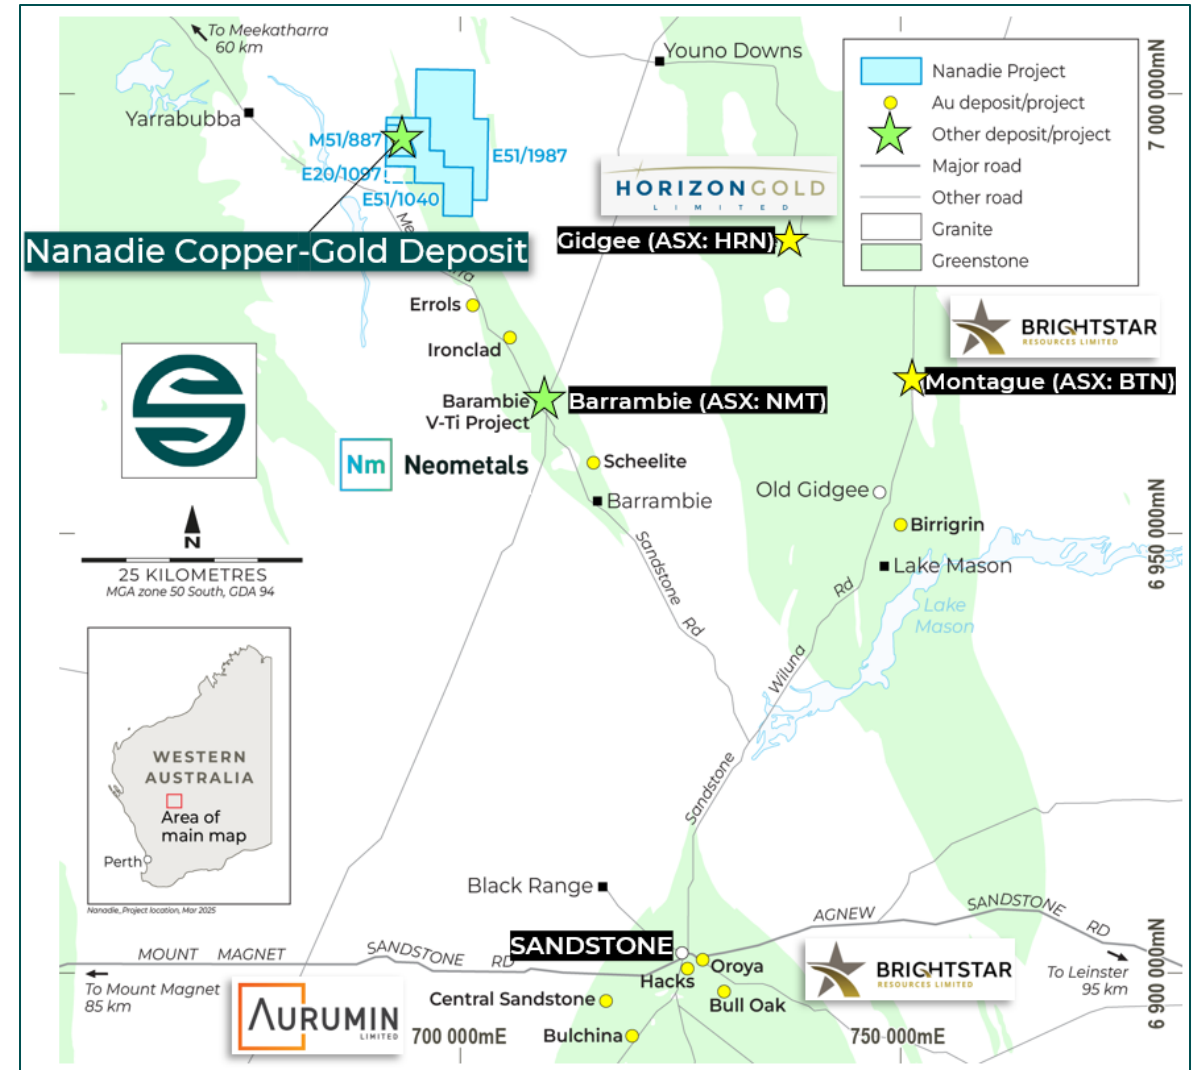 To Meekatharra
60 km
Youno Downs
Yarrabubba
M51/887
E20/1097
E51/1040
E51/1987
Nanadie Project
Au deposit/project
Other deposit/project
Major road
Other road
Granite
Greenstone
7 000 000mN
HORIZONGOLD
LIMITED
Gidgee (ASX: HRN)
Nanadie Copper-Gold Deposit
Errols
Ironclad
BRIGHTSTAR
RESOURCES LIMITED
Montague (ASX: BTN)
Barambie
V-Ti Project
Barrambie (ASX: NMT)
Nm Neometals
Scheelite
Barrambie
Old Gidgee
Birrigrin
Lake Mason
6 950 000mN
Lake
Mason
N
25 KILOMETRES
MGA zone 50 South, GDA 94
Sandstone Rd
Sandstone Wiluna Rd
WESTERN
AUSTRALIA
Area of
main map
Perth
Nanadie_Project location, Mar 2025
Black Range
SANDSTONE
AGNEW SANDSTONE RD
MOUNT MAGNET SANDSTONE RD
To Mount Magnet
85 km
To Leinster
95 km
Hacks
Oroya
Bull Oak
Central Sandstone
Bulchina
BRIGHTSTAR
RESOURCES LIMITED
AURUMIN
LIMITED
700 000mE
750 000mE
6 900 000mN